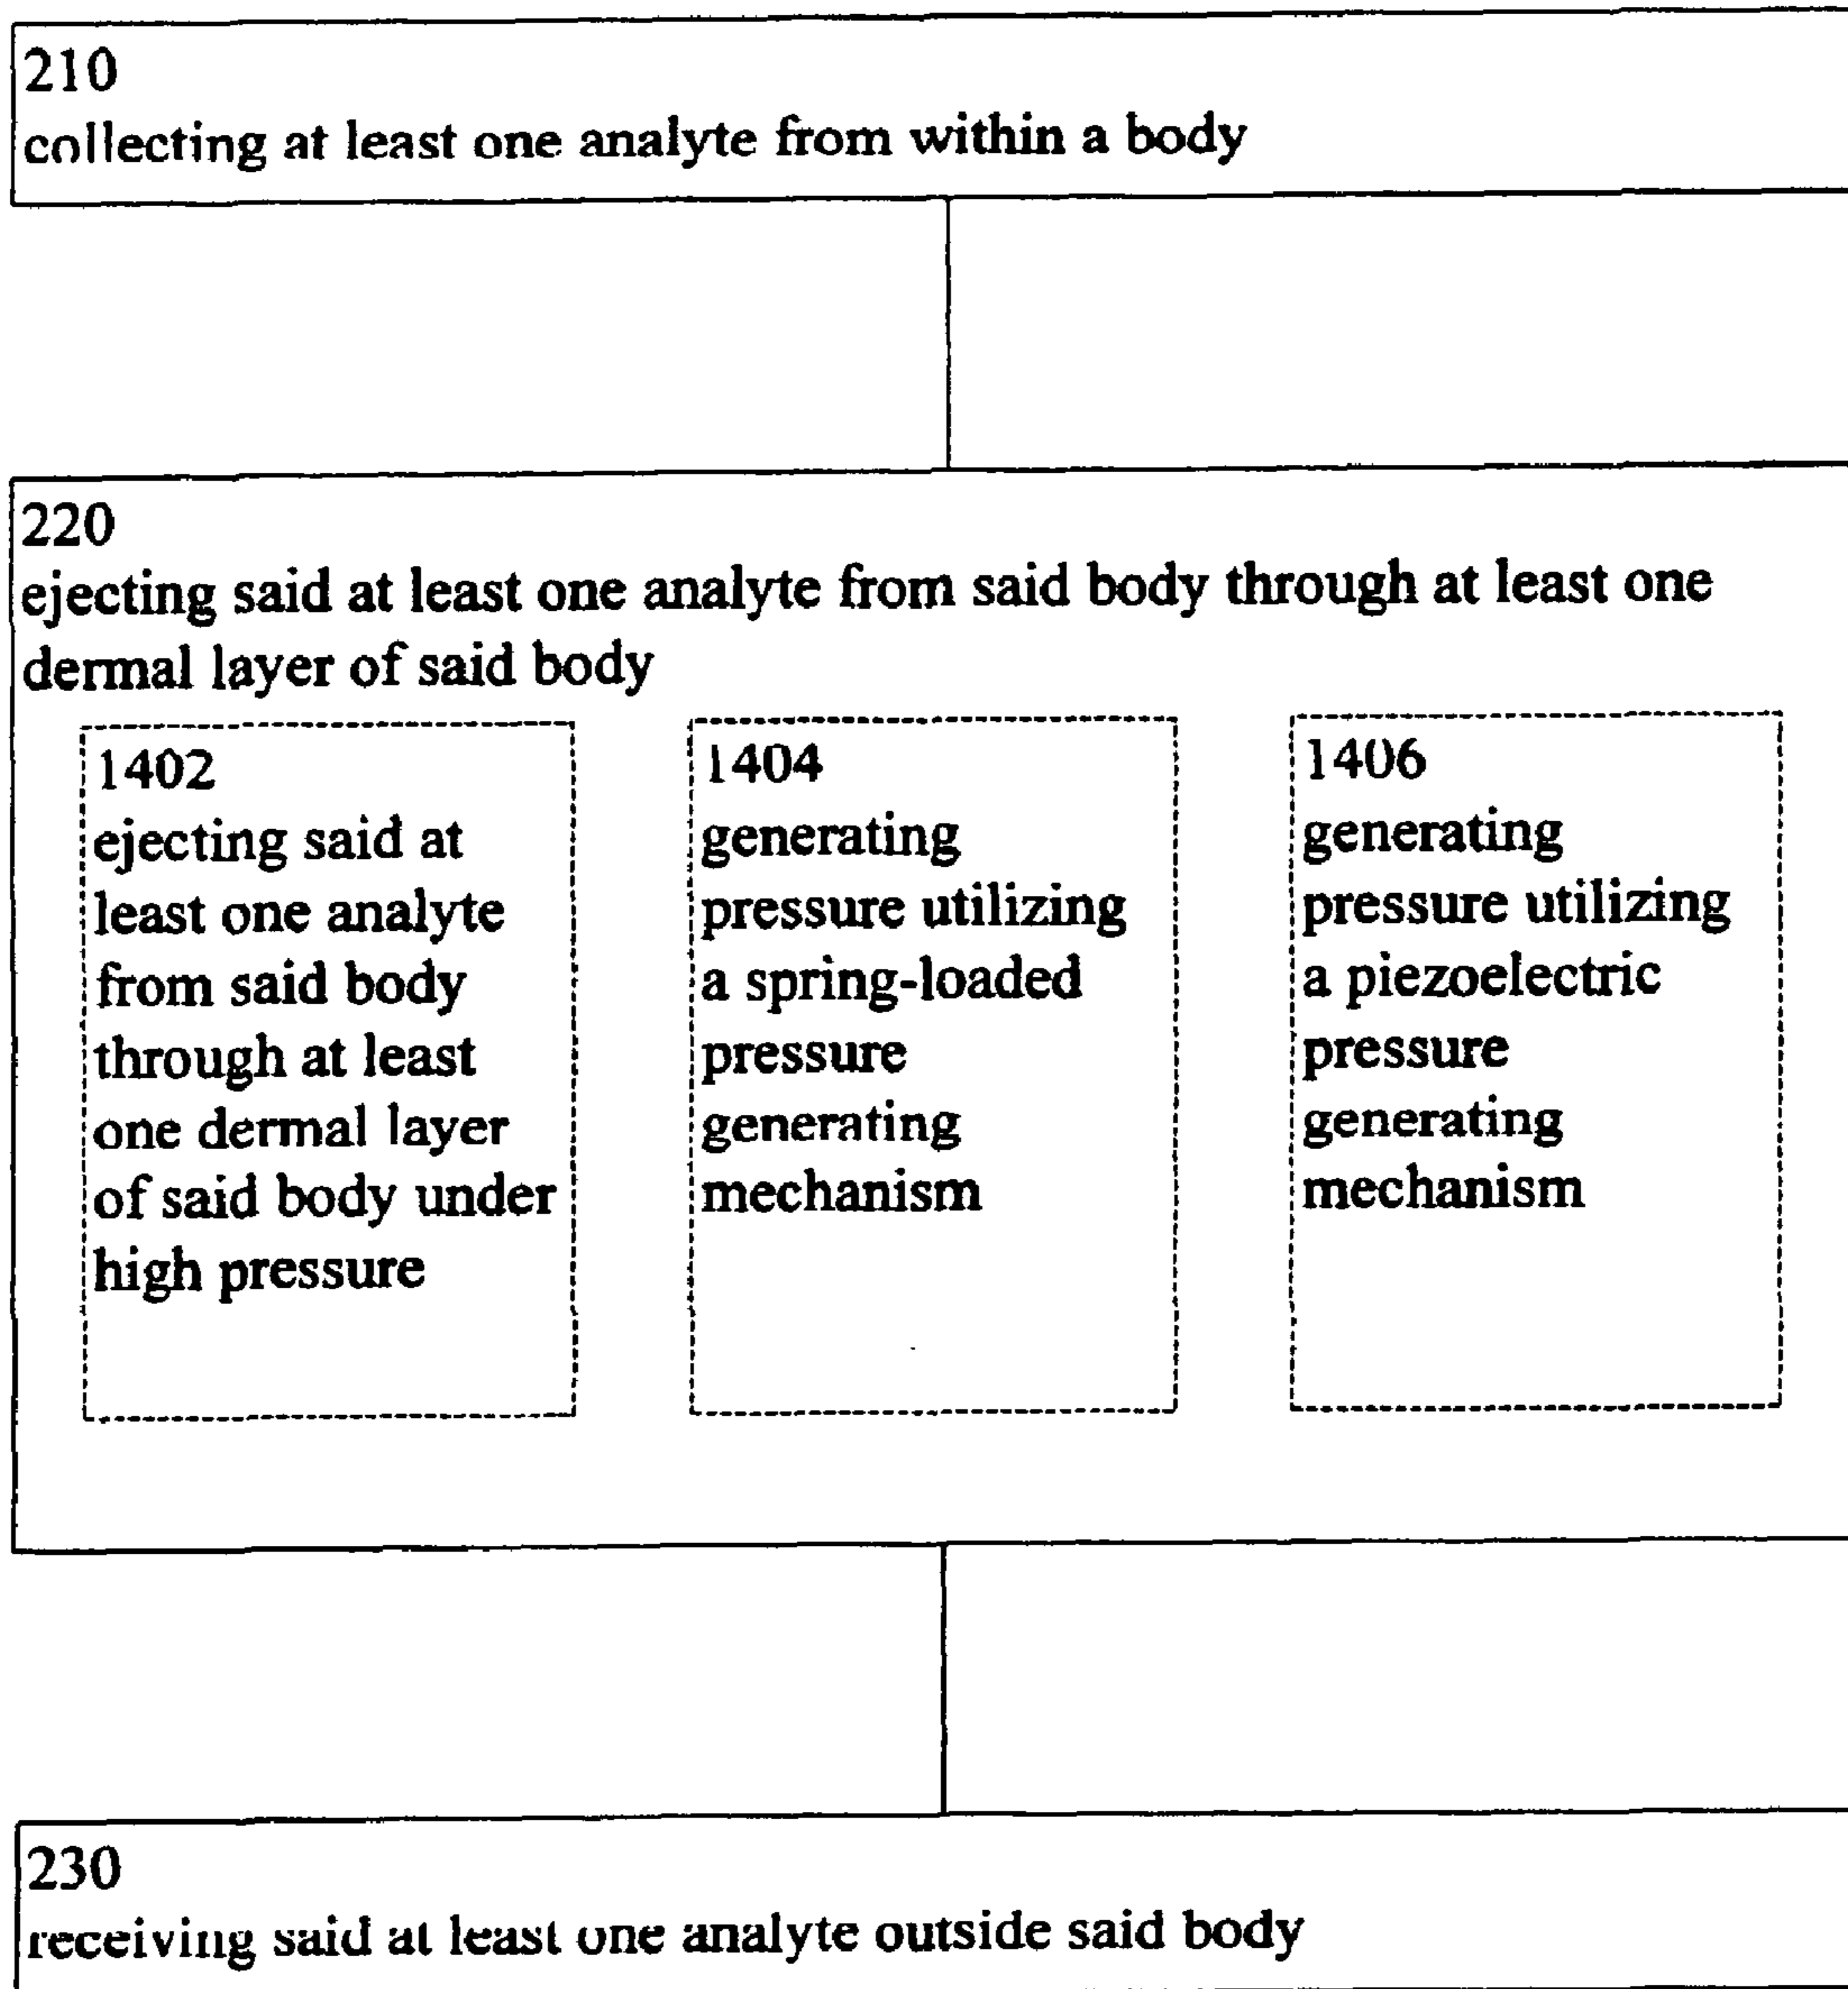 210
collecting at least one analyte from within a body
220
ejecting said at least one analyte from said body through at least one
dermal layer of said body
1402
ejecting said at
least one analyte
from said body
through at least
one dermal layer
of said body under
high pressure
1404
generating
pressure utilizing
a spring-loaded
pressure
generating
mechanism
1406
generating
pressure utilizing
a piezoelectric
pressure
generating
mechanism
230
receiving said at least one analyte outside said body